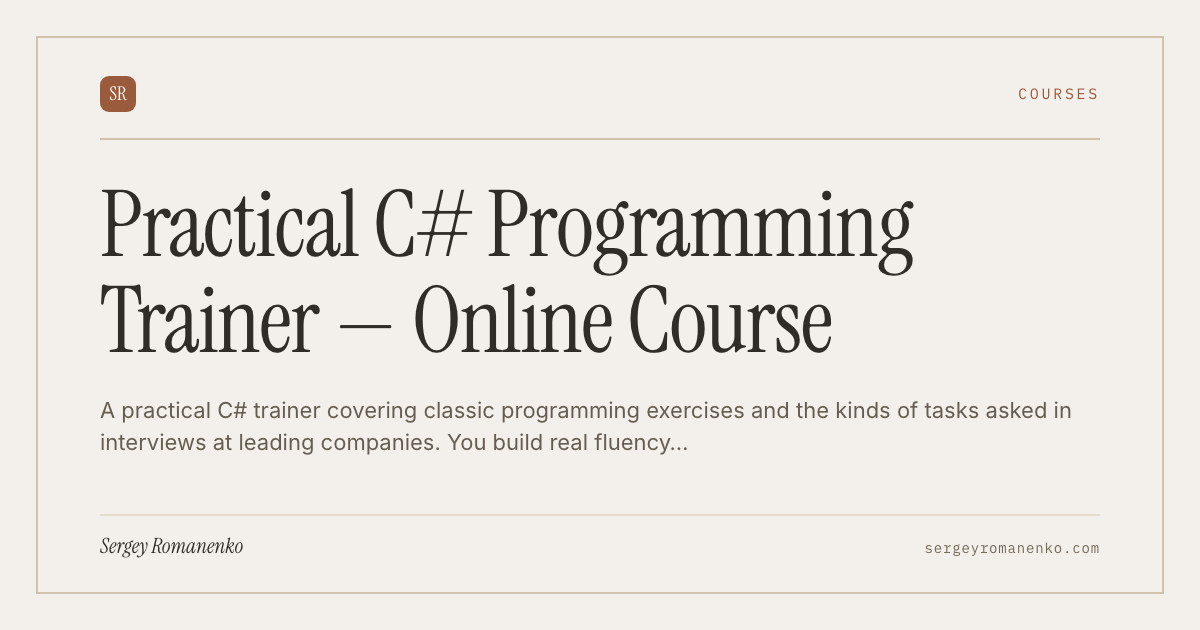 SR
COURSES
Practical C# Programming
Trainer — Online Course
A practical C# trainer covering classic programming exercises and the kinds of tasks asked in
interviews at leading companies. You build real fluency...
Sergey Romanenko
sergeyromanenko.com